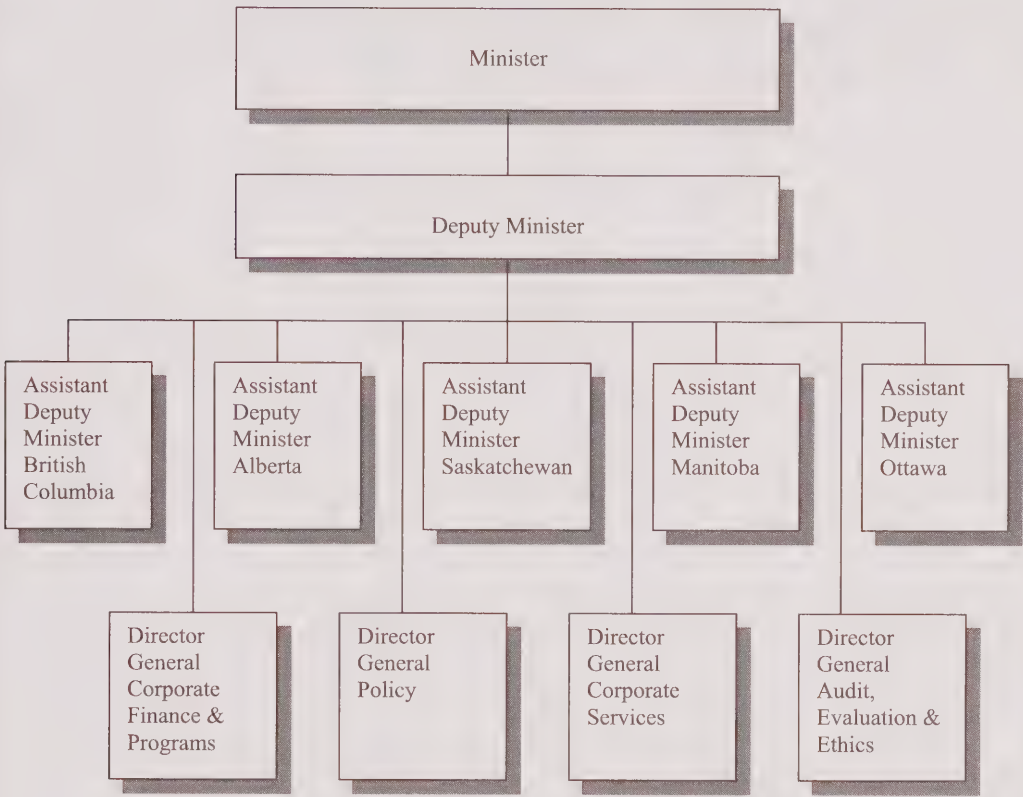 Minister
Deputy Minister
Assistant
Deputy
Minister
British
Columbia
Assistant
Deputy
Minister
Alberta
Assistant
Deputy
Minister
Saskatchewan
Assistant
Deputy
Minister
Manitoba
Assistant
Deputy
Minister
Ottawa
Director
General
Corporate
Finance &
Programs
Director
General
Policy
Director
General
Corporate
Services
Director
General
Audit,
Evaluation &
Ethics